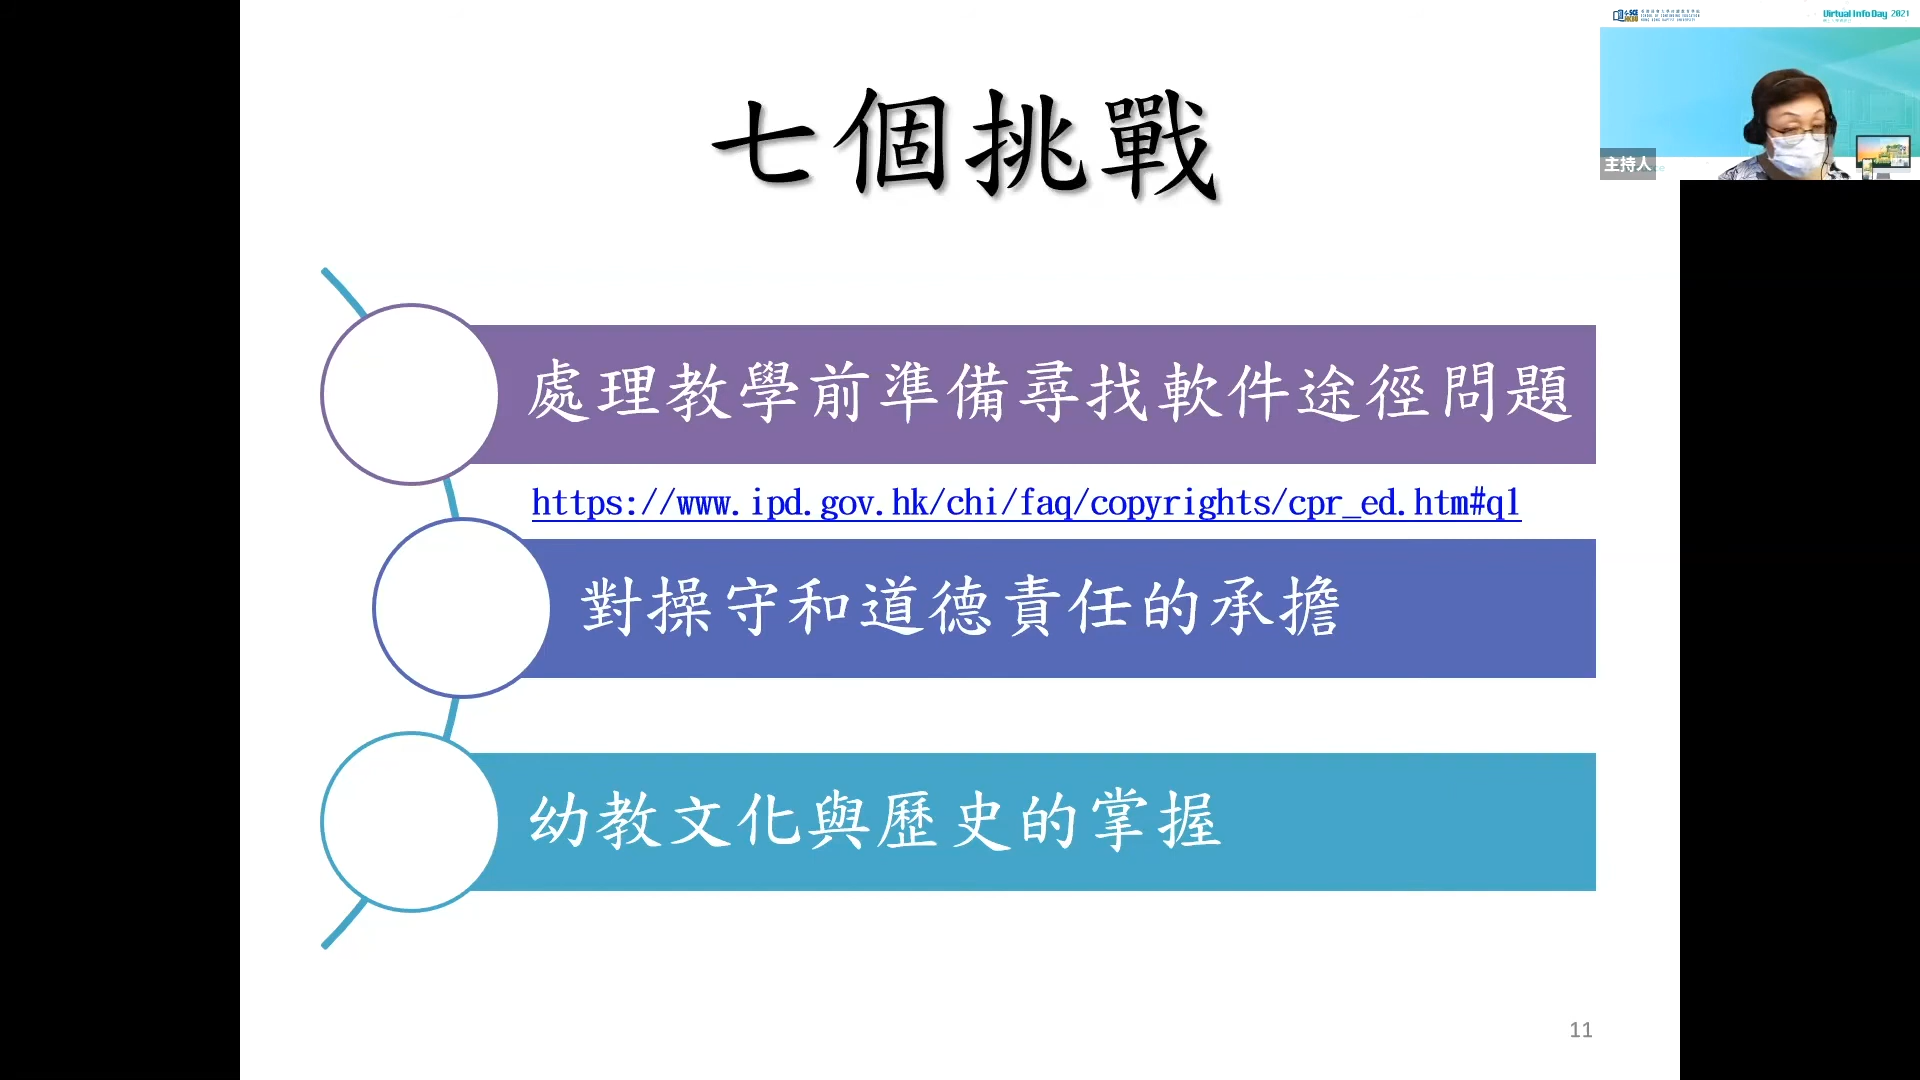 Virtual Info Day 2021
主持人
七個挑戰
處理教學前準備尋找軟件途徑問題
https://www.ipd.gov.hk/chi/faq/copyrights/cpr_ed.htm#q1
對操守和道德責任的承擔
幼教文化與歷史的掌握
11